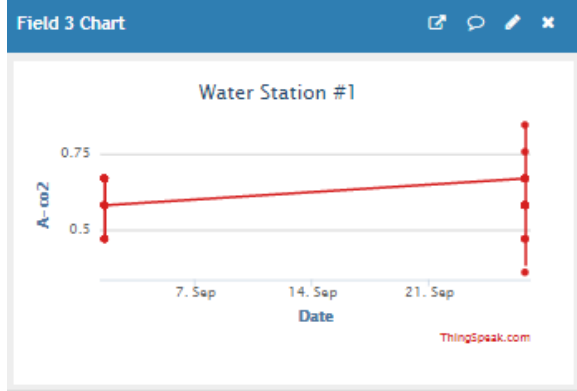 Field 3 Chart
Water Station #1
0.75
0.5
A-co2
7. Sep
14. Sep
21. Sep
Date
ThingSpeak.com